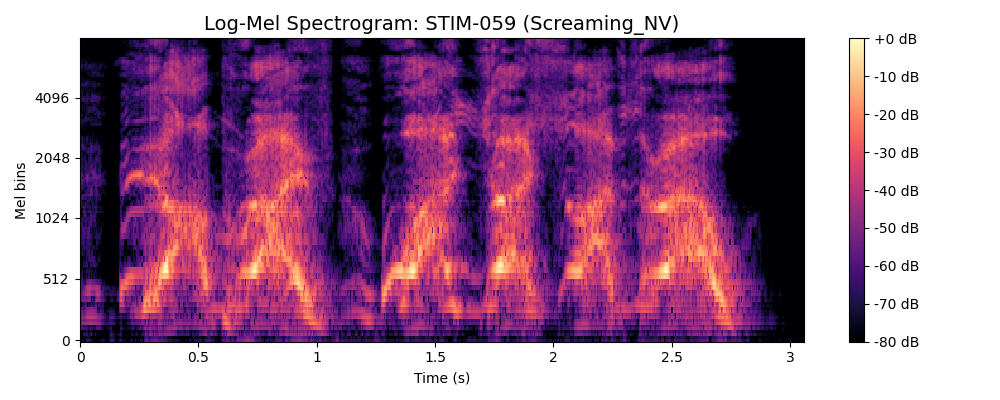 Log-Mel Spectrogram: STIM-059 (Screaming_NV)
Mel bins
4096
2048
1024
512
0
0 0.5 1 1.5 2 2.5 3
Time (s)
+0 dB
-10 dB
-20 dB
-30 dB
-40 dB
-50 dB
-60 dB
-70 dB
-80 dB